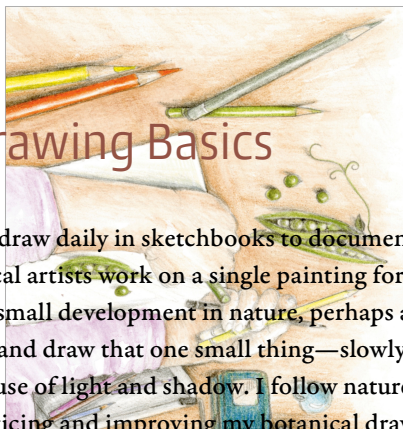 rawing Basics
draw daily in sketchbooks to documen
cal artists work on a single painting for
small development in nature, perhaps a
and draw that one small thing—slowly
use of light and shadow. I follow nature
ticing and improving my botanical draw